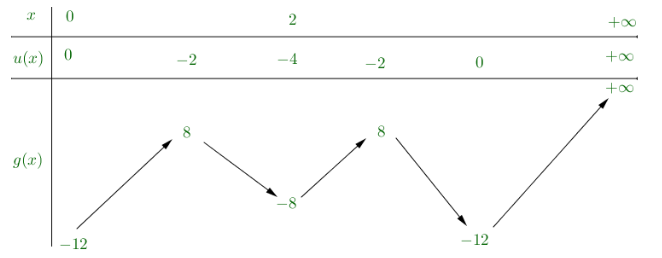 x 0 2 +∞
u(x) 0 −2 −4 −2 0 +∞
+∞
8 8
g(x)
−8
−12 −12